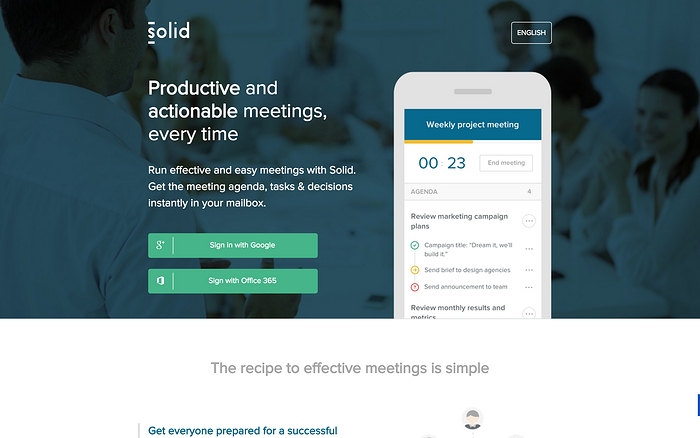 solid
ENGLISH
Productive and
actionable meetings,
every time
Run effective and easy meetings with Solid.
Get the meeting agenda, tasks & decisions
instantly in your mailbox.
g+ Sign in with Google
Sign with Office 365
Weekly project meeting
00 : 23 End meeting
AGENDA 4
Review marketing campaign
plans
Campaign title: "Dream it, we'll
build it."
Send brief to design agencies
Send announcement to team
Review monthly results and
metrics
The recipe to effective meetings is simple
Get everyone prepared for a successful